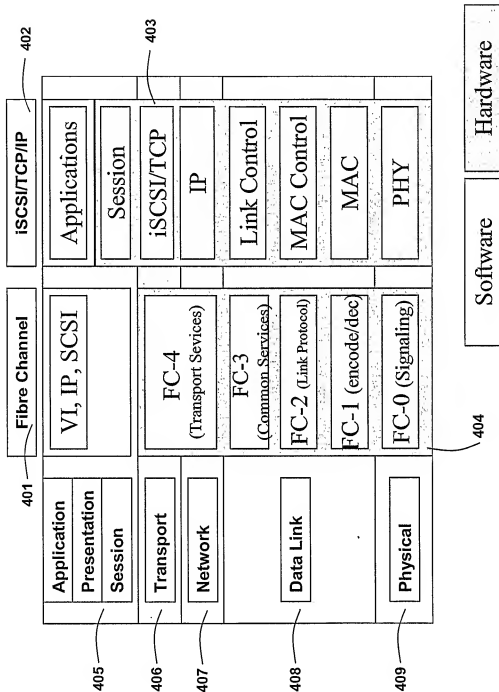 Fibre Channel
iSCSI/TCP/IP
401
402
Application
Presentation
Session
VI, IP, SCSI
Applications
Session
405
Transport
FC-4
(Transport Sevices)
iSCSI/TCP
403
406
Network
IP
407
Data Link
FC-3
(Common Services)
Link Control
FC-2 (Link Protocol)
MAC Control
FC-1 (encode/dec)
MAC
408
Physical
FC-0 (Signaling)
PHY
409
404
Software
Hardware